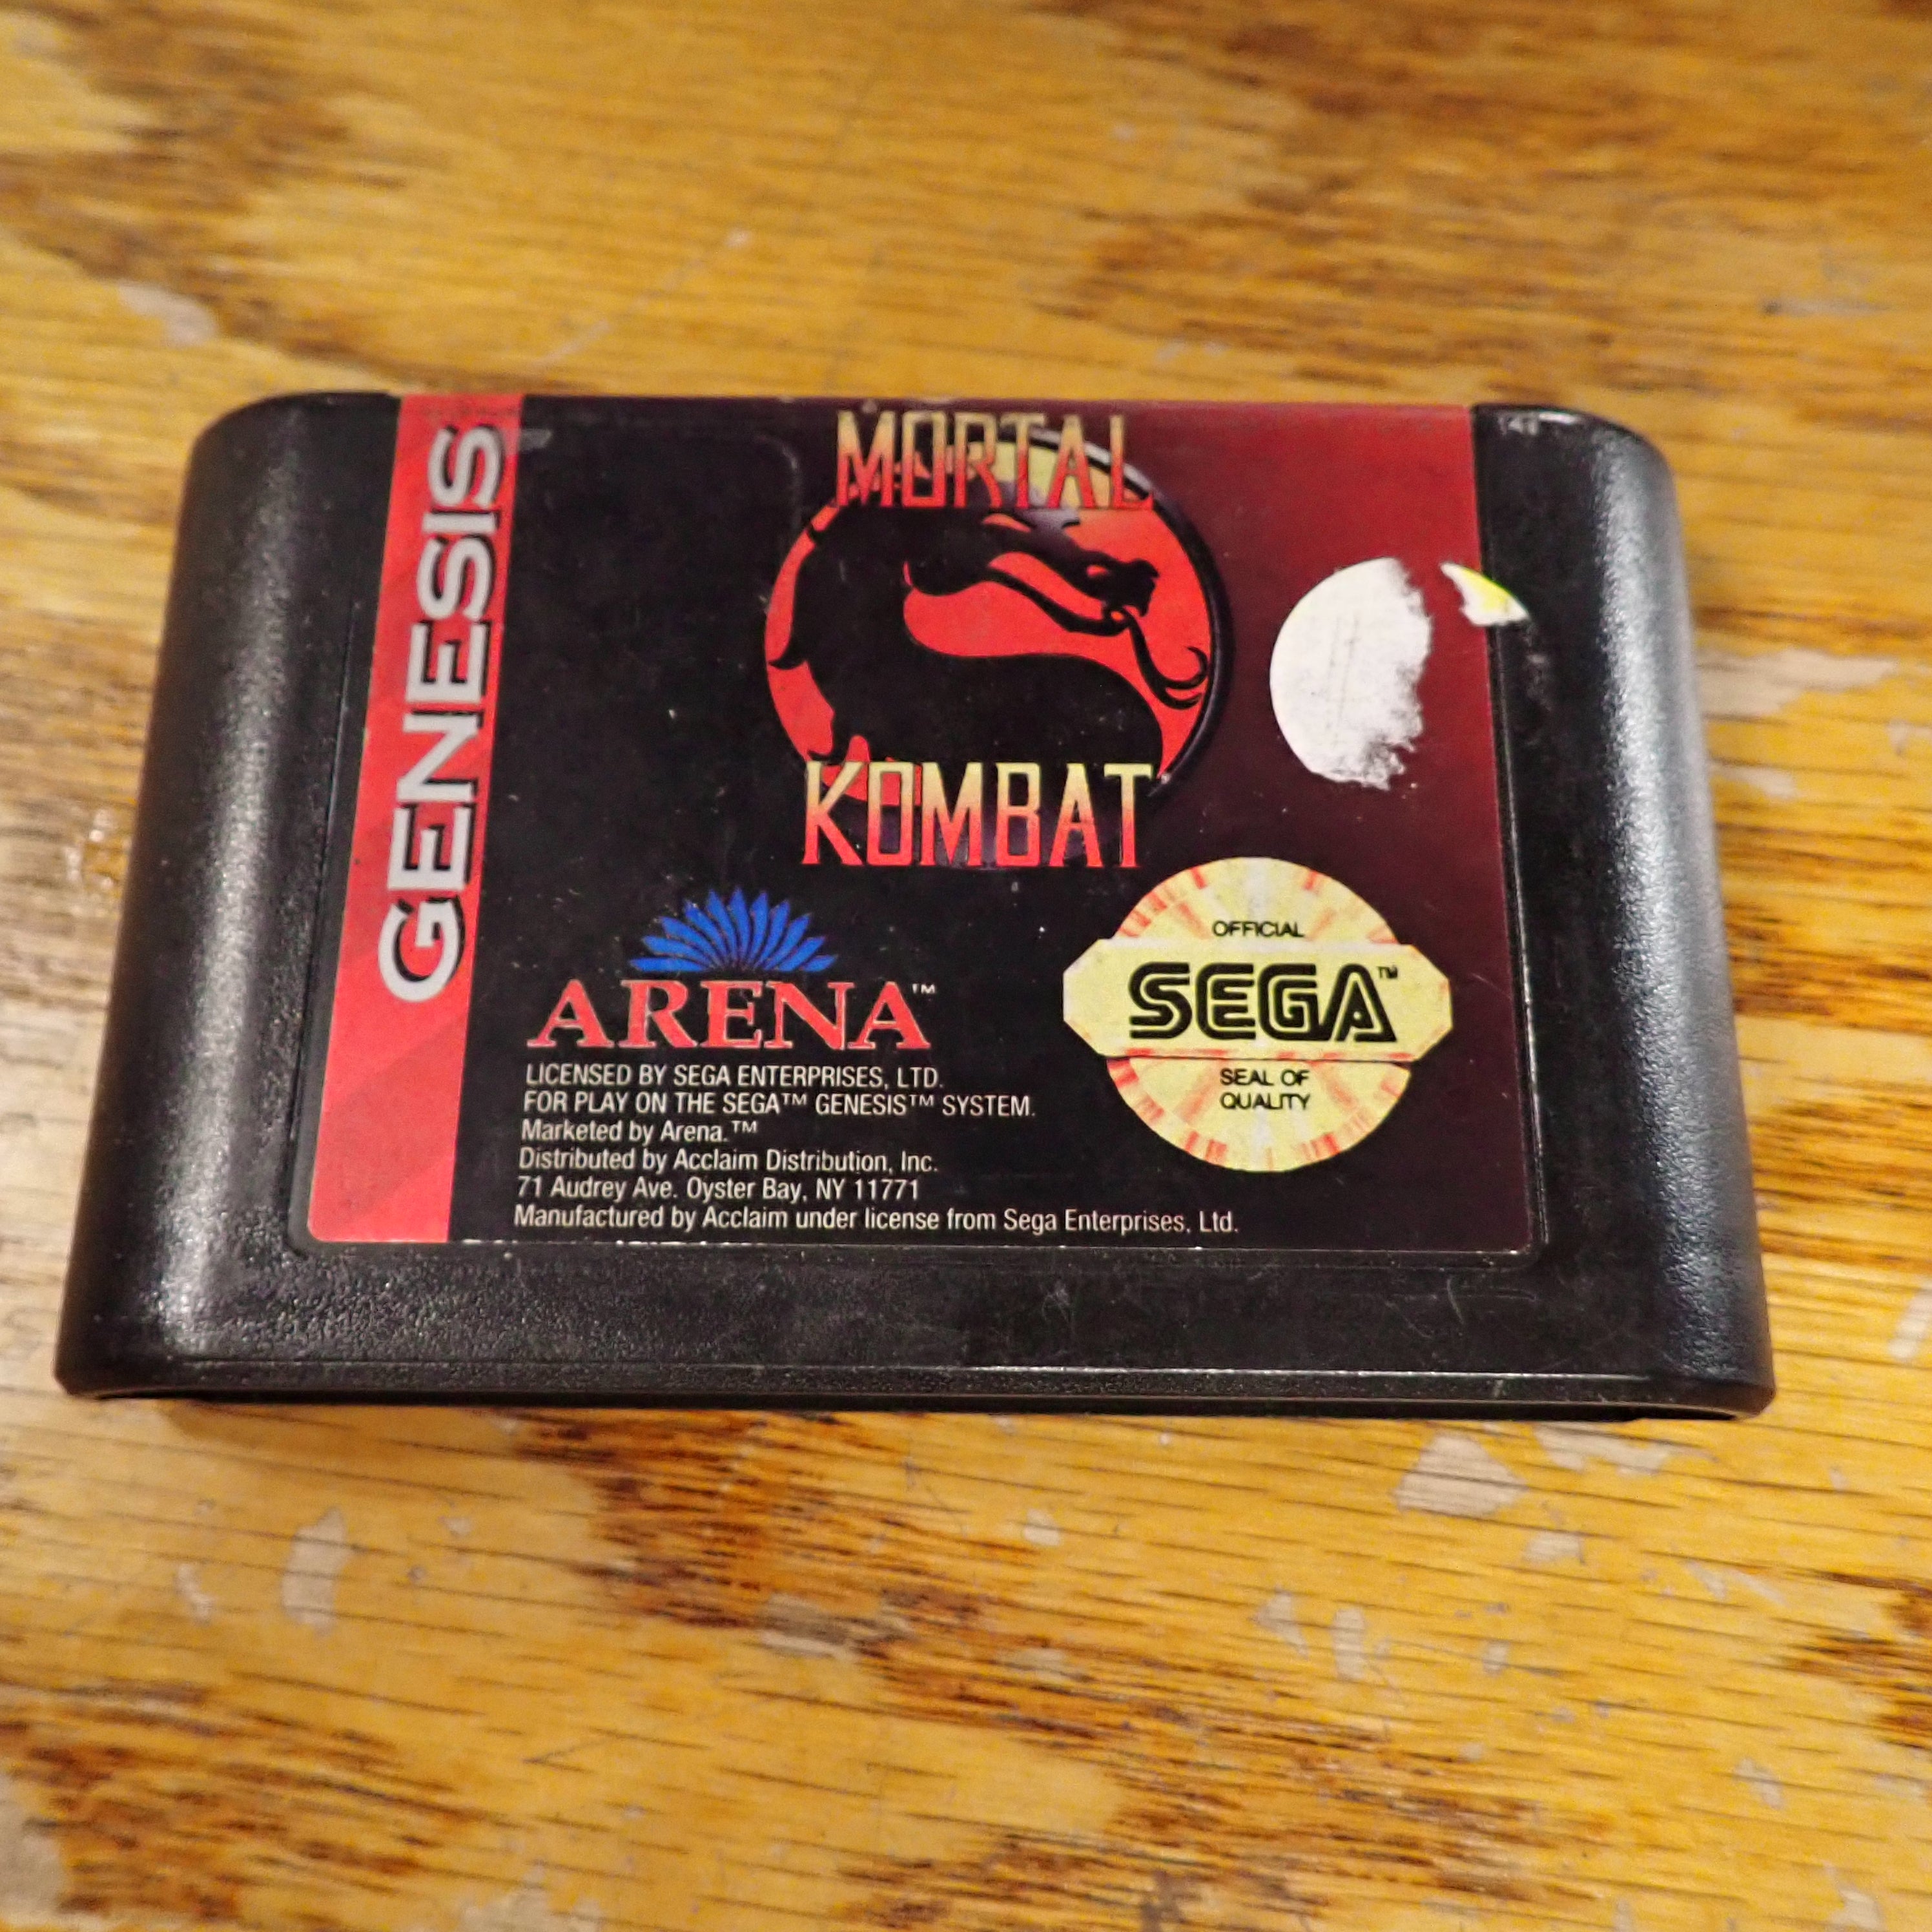 GENESIS
MORTAL
KOMBAT
ARENA™
LICENSED BY SEGA ENTERPRISES, LTD.
FOR PLAY ON THE SEGA™ GENESIS™ SYSTEM.
Marketed by Arena.™
Distributed by Acclaim Distribution, Inc.
71 Audrey Ave. Oyster Bay, NY 11771
Manufactured by Acclaim under license from Sega Enterprises, Ltd.
OFFICIAL
SEGA™
SEAL OF
QUALITY